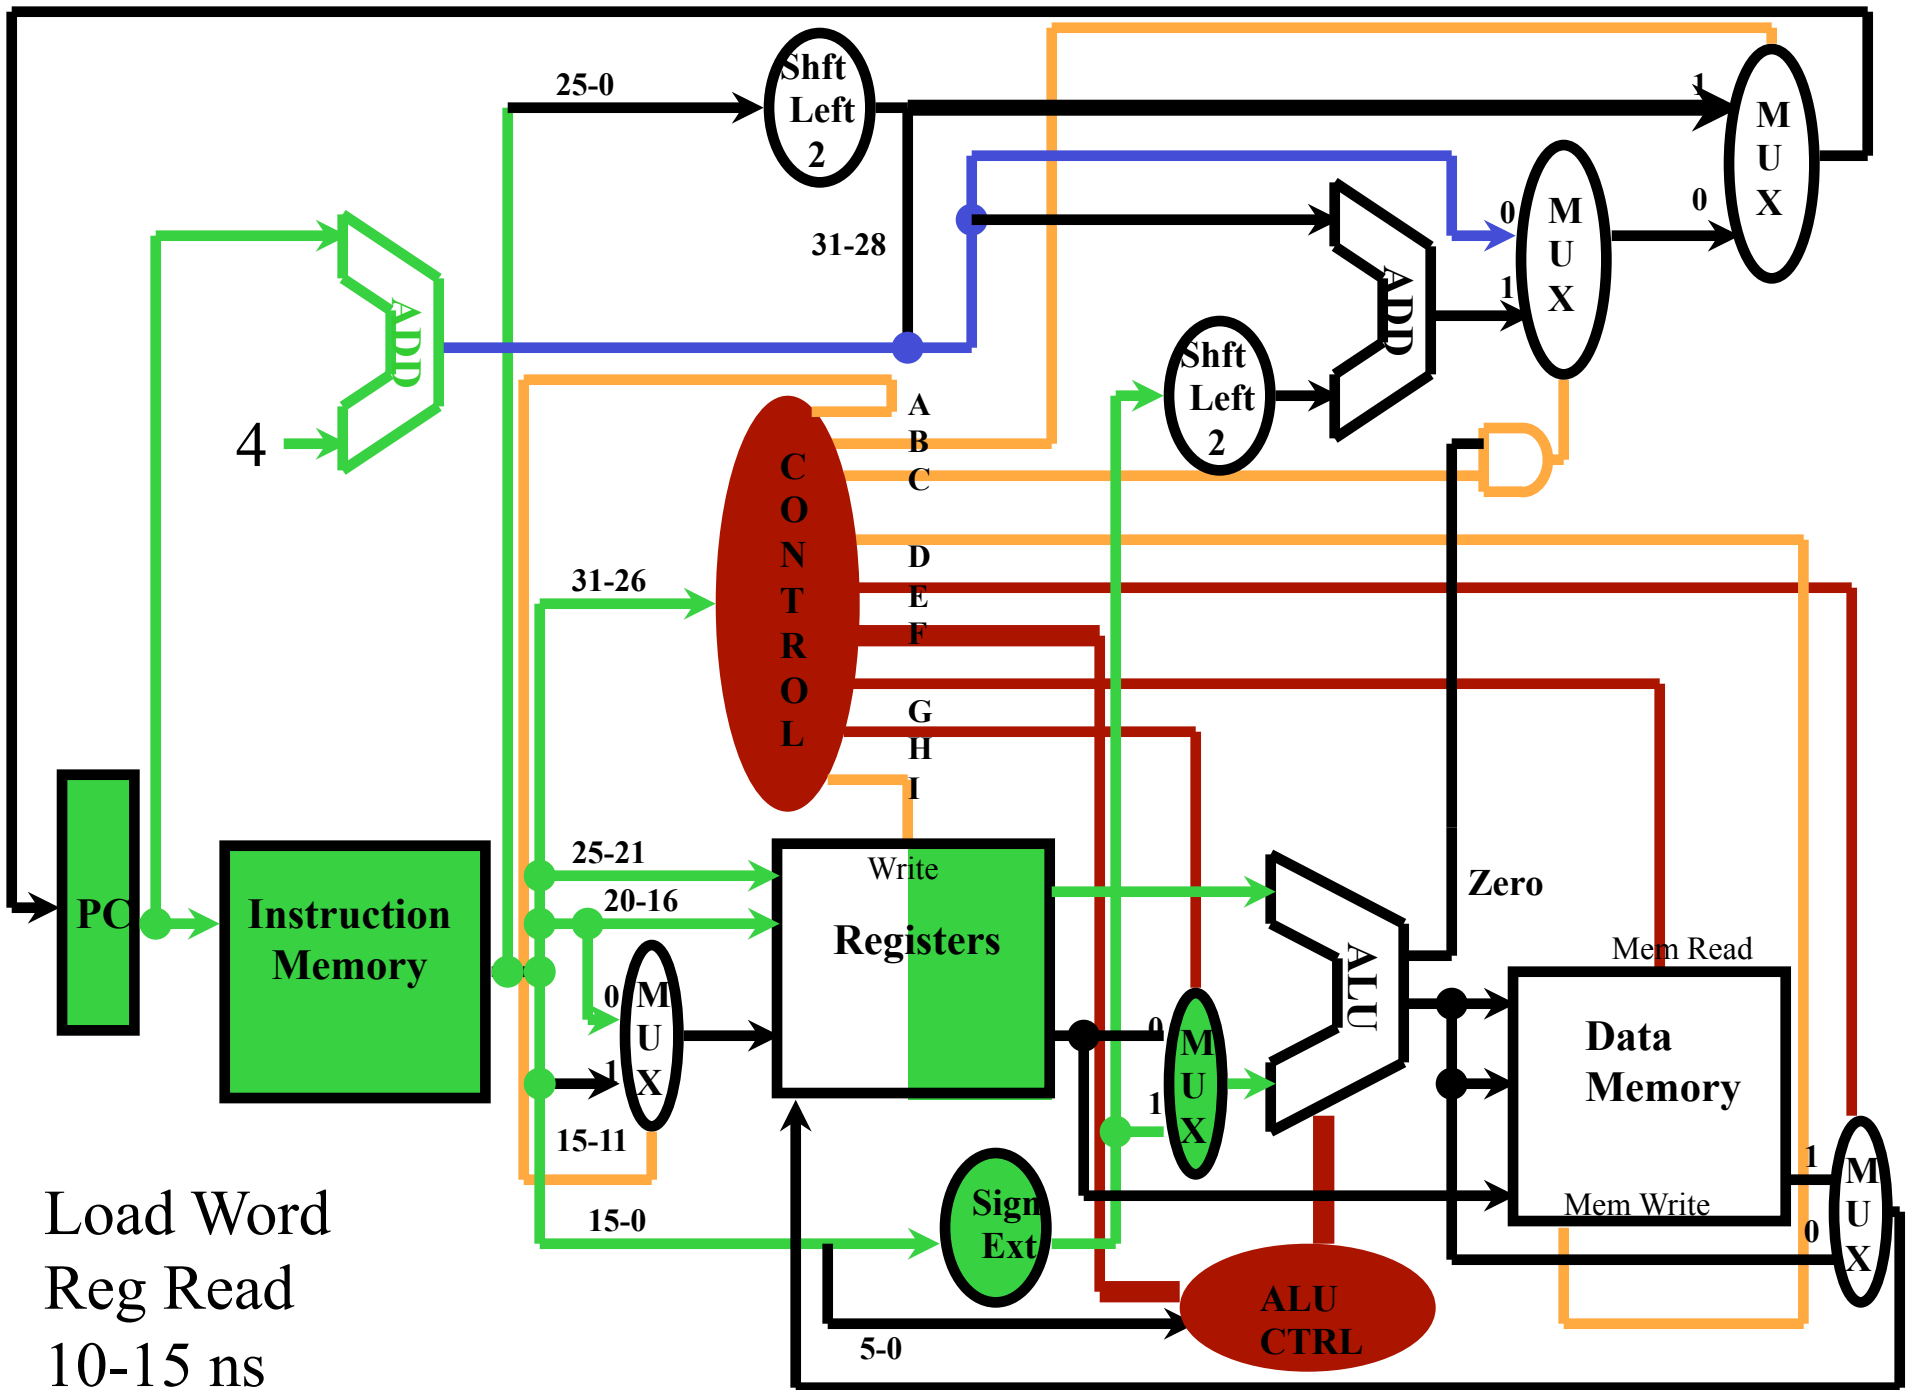 25-0
Shft
Left
2
1
M
U
X
31-28
0
M
U
X
0
1
ADD
ADD
4
Shft
Left
2
A
B
C
D
E
F
G
H
I
C
O
N
T
R
O
L
31-26
25-21
20-16
Write
Registers
PC
Instruction
Memory
0
M
U
X
1
15-11
15-0
Sign
Ext
5-0
0
M
U
X
1
ALU
Zero
Mem Read
Data
Memory
Mem Write
1
M
U
X
0
ALU
CTRL
Load Word
Reg Read
10-15 ns